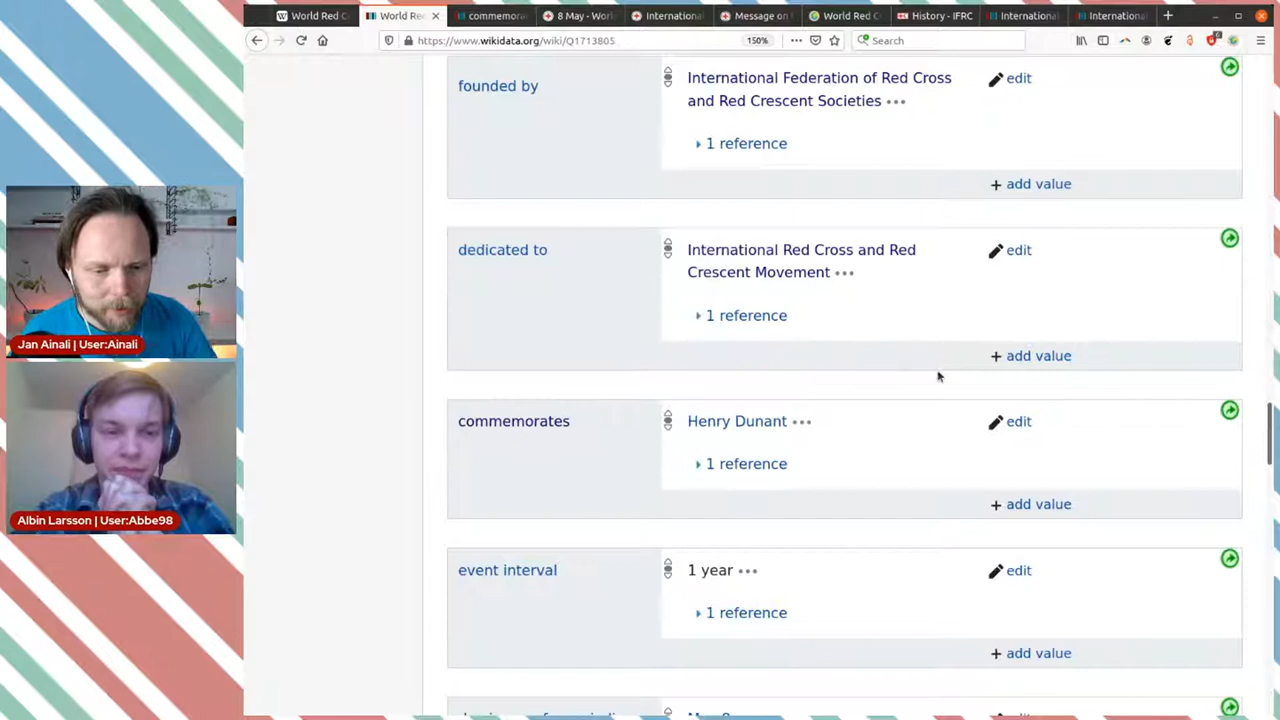 World Red C
World Rec
commemora
8 May - Worl
Internationa
Message on
World Red C
History - IFRC
Internationa
Internationa
https://www.wikidata.org/wiki/Q1713805
150%
Search
6
founded by
International Federation of Red Cross
and Red Crescent Societies
edit
1 reference
+ add value
dedicated to
International Red Cross and Red
Crescent Movement
edit
1 reference
+ add value
commemorates
Henry Dunant
edit
1 reference
+ add value
event interval
1 year
edit
1 reference
+ add value
Jan Ainali | User:Ainali
Albin Larsson | User:Abbe98